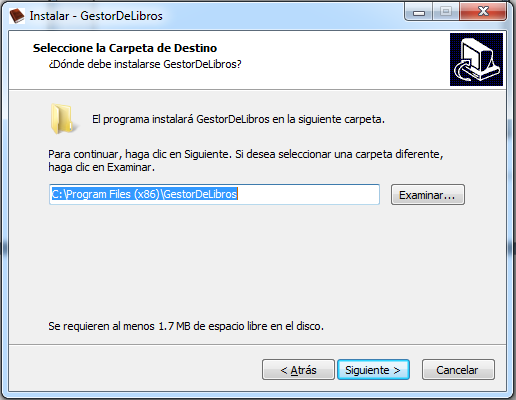 Instalar - GestorDeLibros
Seleccione la Carpeta de Destino
¿Dónde debe instalarse GestorDeLibros?
El programa instalará GestorDeLibros en la siguiente carpeta.
Para continuar, haga clic en Siguiente. Si desea seleccionar una carpeta diferente,
haga clic en Examinar.
C:\Program Files (x86)\GestorDeLibros
Examinar...
Se requieren al menos 1.7 MB de espacio libre en el disco.
< Atrás
Siguiente >
Cancelar